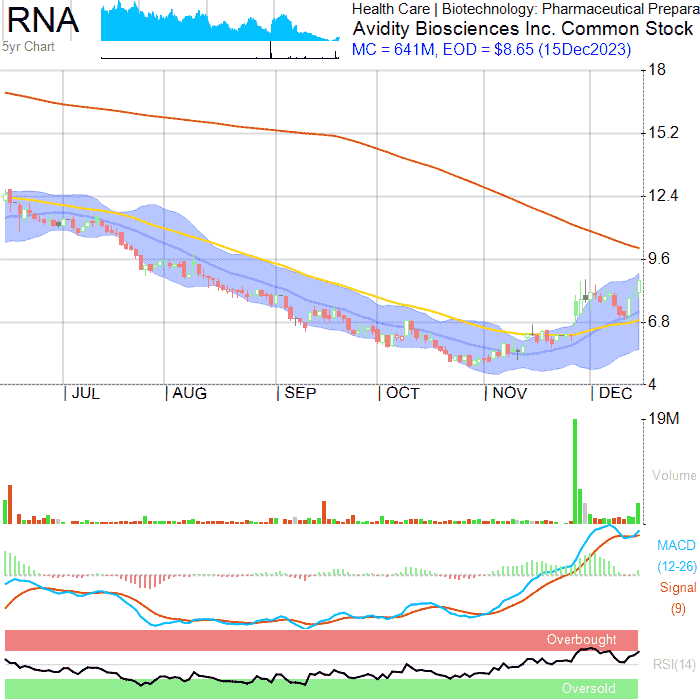 RNA
5yr Chart
Health Care | Biotechnology: Pharmaceutical Prepara
Avidity Biosciences Inc. Common Stock
MC = 641M, EOD = $8.65 (15Dec2023)
18
15.2
12.4
9.6
6.8
4
JUL AUG SEP OCT NOV DEC
19M
Volume
MACD
(12-26)
Signal
(9)
Overbought
RSI(14)
Oversold